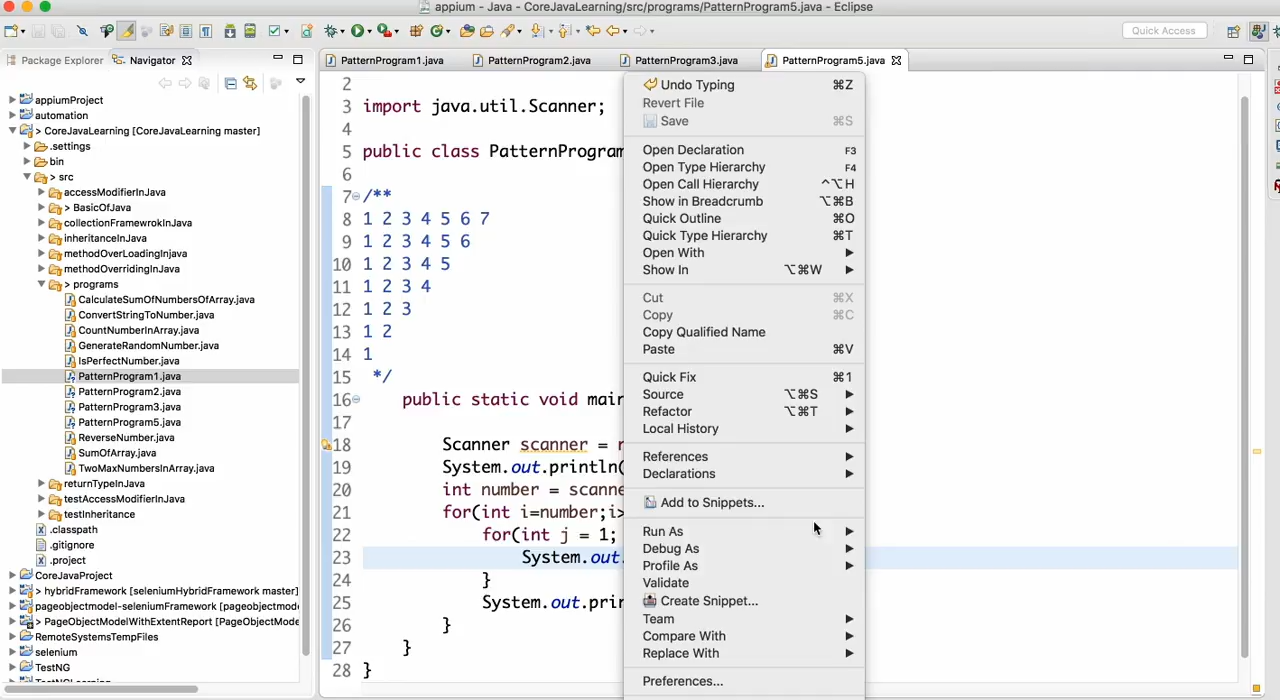 appium - Java - CoreJavaLearning/src/programs/PatternProgram5.java - Eclipse
Quick Access
Package Explorer
Navigator
PatternProgram1.java
PatternProgram2.java
PatternProgram3.java
PatternProgram5.java
appiumProject
automation
> CoreJavaLearning [CoreJavaLearning master]
.settings
bin
> src
accessModifierInJava
> BasicOfJava
collectionFramewrokInJava
inheritanceInJava
methodOverLoadingInjava
methodOverridingInJava
> programs
CalculateSumOfNumbersOfArray.java
ConvertStringToNumber.java
CountNumberInArray.java
GenerateRandomNumber.java
IsPerfectNumber.java
PatternProgram1.java
PatternProgram2.java
PatternProgram3.java
PatternProgram5.java
ReverseNumber.java
SumOfArray.java
TwoMaxNumbersInArray.java
returnTypeInJava
testAccessModifierInJava
testInheritance
.classpath
.gitignore
.project
CoreJavaProject
> hybridFramework [seleniumHybridFramework master]
pageobjectmodel-seleniumFramework [pageobjectmode
> PageObjectModelWithExtentReport [PageObjectMode
RemoteSystemsTempFiles
selenium
TestNG
TestNGLearning
2
3 import java.util.Scanner;
4
5 public class PatternProgram
6
7 /**
8 1 2 3 4 5 6 7
9 1 2 3 4 5 6
10 1 2 3 4 5
11 1 2 3 4
12 1 2 3
13 1 2
14 1
15 */
16 public static void main
17
18 Scanner scanner = n
19 System.out.println(
20 int number = scanne
21 for(int i=number;i>
22 for(int j = 1;
23 System.out.
24 }
25 System.out.prin
26 }
27 }
28 }
Undo Typing ⌘Z
Revert File
Save ⌘S
Open Declaration F3
Open Type Hierarchy F4
Open Call Hierarchy ^⌥H
Show in Breadcrumb ⌥⌘B
Quick Outline ⌘O
Quick Type Hierarchy ⌘T
Open With
Show In ⌥⌘W
Cut ⌘X
Copy ⌘C
Copy Qualified Name
Paste ⌘V
Quick Fix ⌘1
Source ⌥⌘S
Refactor ⌥⌘T
Local History
References
Declarations
Add to Snippets...
Run As
Debug As
Profile As
Validate
Create Snippet...
Team
Compare With
Replace With
Preferences...